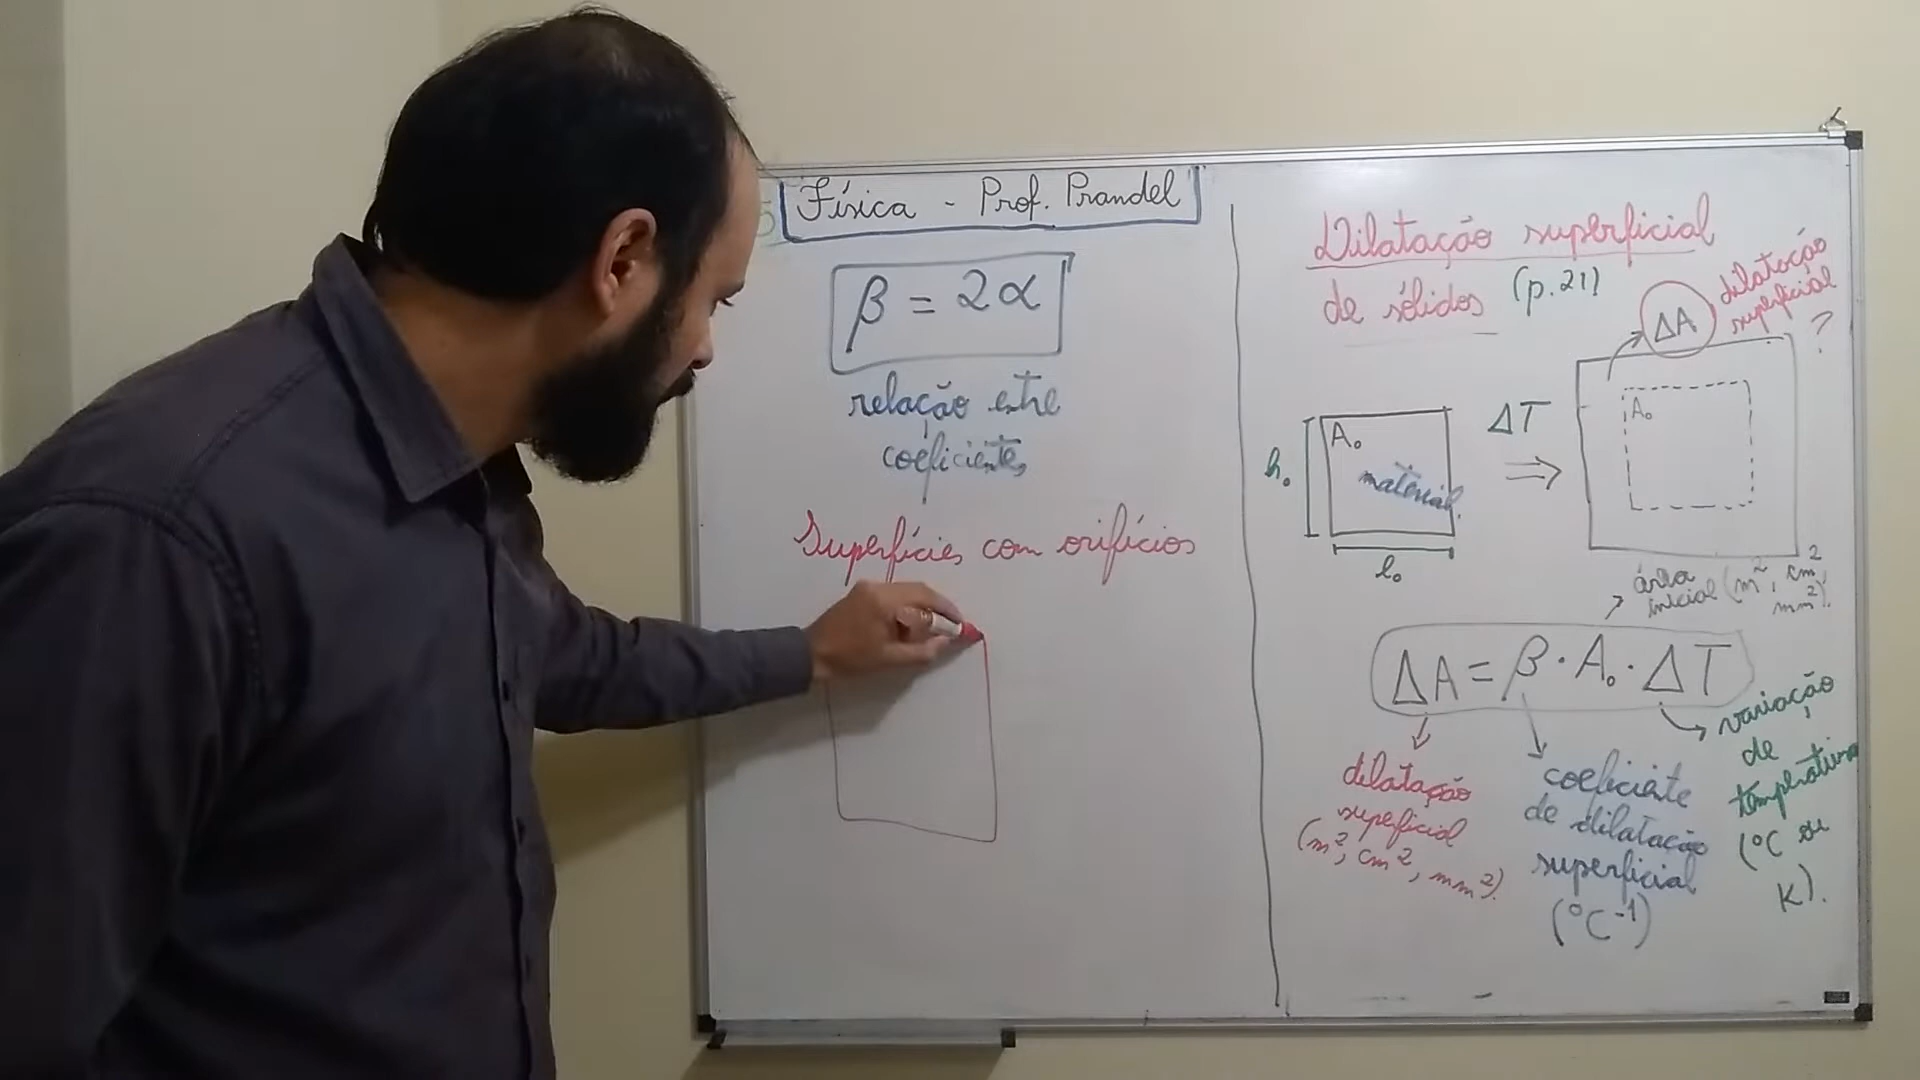 Física - Prof. Prandel
β = 2α
relação entre
coeficientes
Superfícies com orifícios
Dilatação superficial
de sólidos (p.21)
ΔA
dilatação
superficial
?
A₀
material
h₀
l₀
ΔT
⇒
A₀
área
inicial (m², cm²,
mm²).
ΔA = β · A₀ · ΔT
dilatação
superficial
(m², cm², mm²).
coeficiente
de dilatação
superficial
(°C⁻¹)
variação
de
temperatura
(°C ou
K).